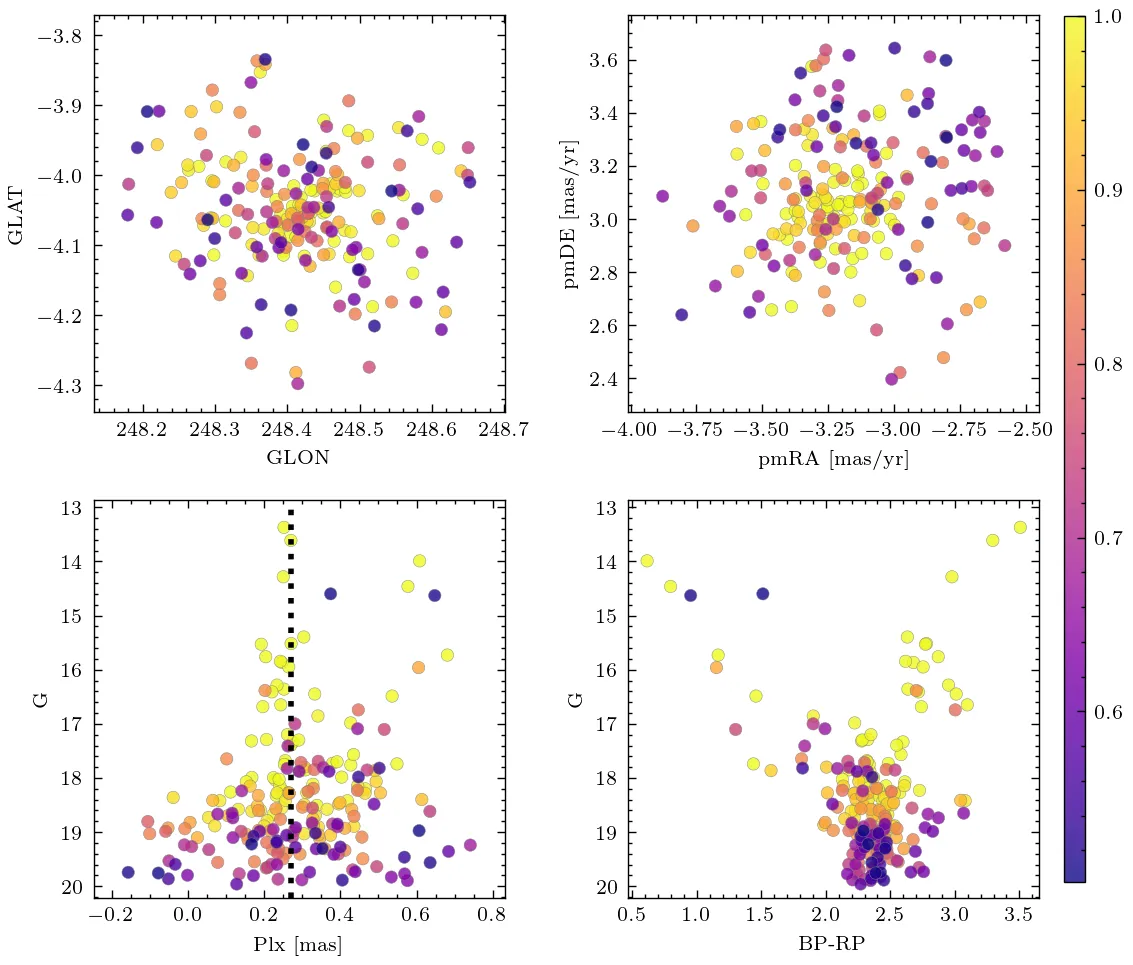 −3.8
−3.9
−4.0
−4.1
−4.2
−4.3
GLAT
248.2 248.3 248.4 248.5 248.6 248.7
GLON
3.6
3.4
3.2
3.0
2.8
2.6
2.4
pmDE [mas/yr]
−4.00 −3.75 −3.50 −3.25 −3.00 −2.75 −2.50
pmRA [mas/yr]
1.0
0.9
0.8
0.7
0.6
13
14
15
16
17
18
19
20
G
−0.2 0.0 0.2 0.4 0.6 0.8
Plx [mas]
13
14
15
16
17
18
19
20
G
0.5 1.0 1.5 2.0 2.5 3.0 3.5
BP-RP